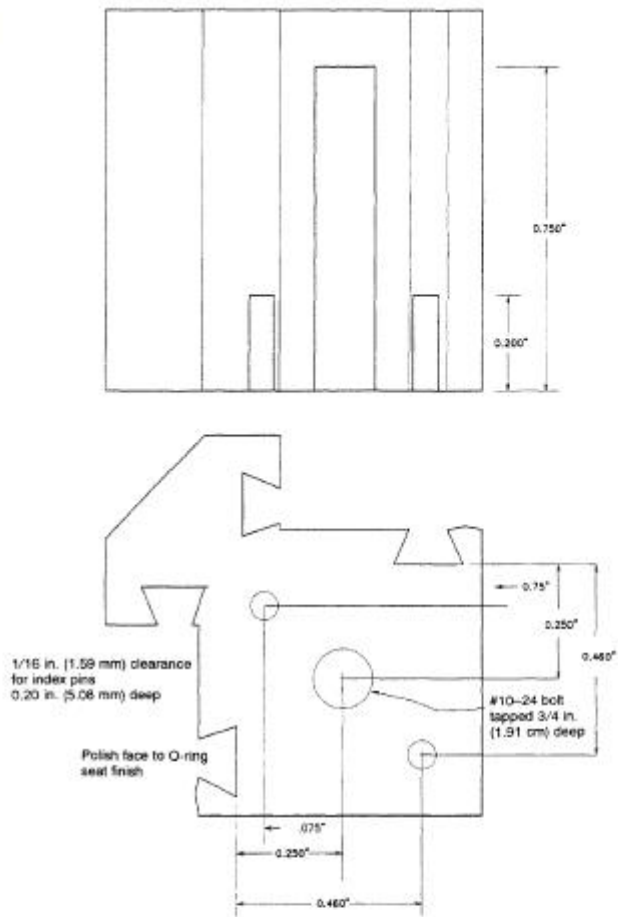 0.750"
0.200"
0.75"
0.250"
0.460"
1/16 in. (1.59 mm) clearance
for index pins
0.20 in. (5.08 mm) deep
#10–24 bolt
tapped 3/4 in.
(1.91 cm) deep
Polish face to O-ring
seat finish
.075"
0.250"
0.460"